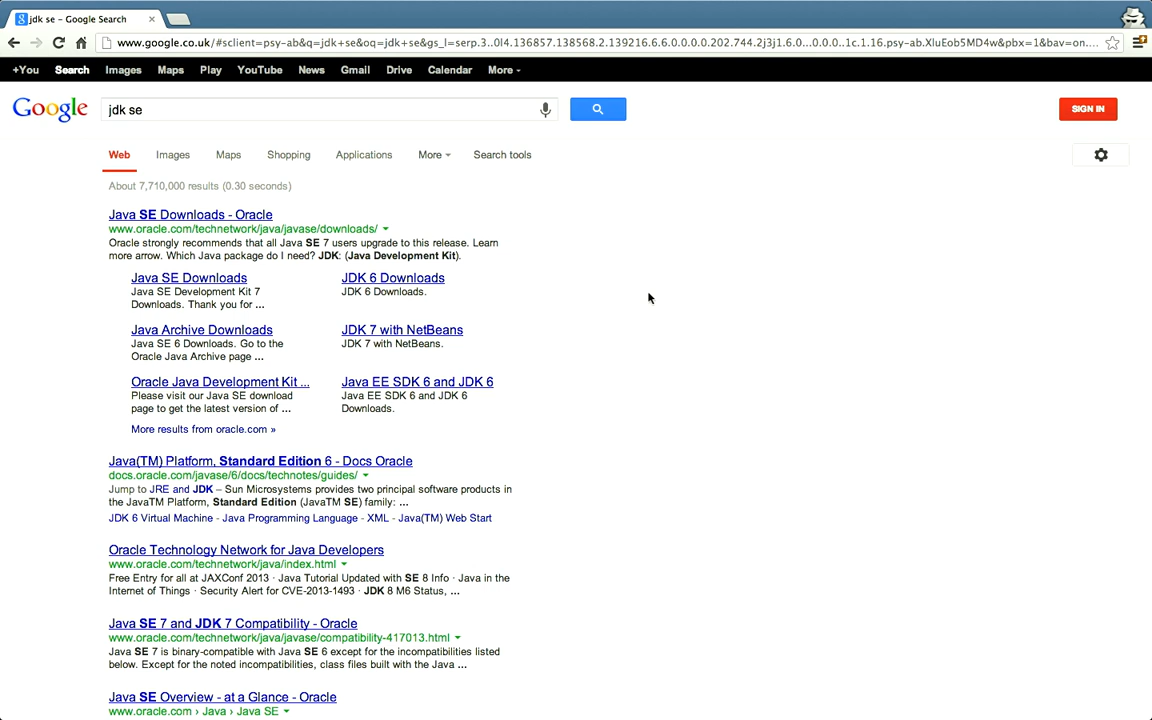 jdk se - Google Search
www.google.co.uk/#sclient=psy-ab&q=jdk+se&oq=jdk+se&gs_l=serp.3..0l4.136857.138568.2.139216.6.6.0.0.0.0.202.744.2j3j1.6.0...0.0.0..1c.1.16.psy-ab.XluEob5MD4w&pbx=1&bav=on....
+You Search Images Maps Play YouTube News Gmail Drive Calendar More
Google jdk se SIGN IN
Web Images Maps Shopping Applications More Search tools
About 7,710,000 results (0.30 seconds)
Java SE Downloads - Oracle
www.oracle.com/technetwork/java/javase/downloads/
Oracle strongly recommends that all Java SE 7 users upgrade to this release. Learn
more arrow. Which Java package do I need? JDK: (Java Development Kit).
Java SE Downloads
Java SE Development Kit 7
Downloads. Thank you for ...
JDK 6 Downloads
JDK 6 Downloads.
Java Archive Downloads
Java SE 6 Downloads. Go to the
Oracle Java Archive page ...
JDK 7 with NetBeans
JDK 7 with NetBeans.
Oracle Java Development Kit ...
Please visit our Java SE download
page to get the latest version of ...
Java EE SDK 6 and JDK 6
Java EE SDK 6 and JDK 6
Downloads.
More results from oracle.com »
Java(TM) Platform, Standard Edition 6 - Docs Oracle
docs.oracle.com/javase/6/docs/technotes/guides/
Jump to JRE and JDK – Sun Microsystems provides two principal software products in
the JavaTM Platform, Standard Edition (JavaTM SE) family: ...
JDK 6 Virtual Machine - Java Programming Language - XML - Java(TM) Web Start
Oracle Technology Network for Java Developers
www.oracle.com/technetwork/java/index.html
Free Entry for all at JAXConf 2013 · Java Tutorial Updated with SE 8 Info · Java in the
Internet of Things · Security Alert for CVE-2013-1493 · JDK 8 M6 Status, ...
Java SE 7 and JDK 7 Compatibility - Oracle
www.oracle.com/technetwork/java/javase/compatibility-417013.html
Java SE 7 is binary-compatible with Java SE 6 except for the incompatibilities listed
below. Except for the noted incompatibilities, class files built with the Java ...
Java SE Overview - at a Glance - Oracle
www.oracle.com › Java › Java SE